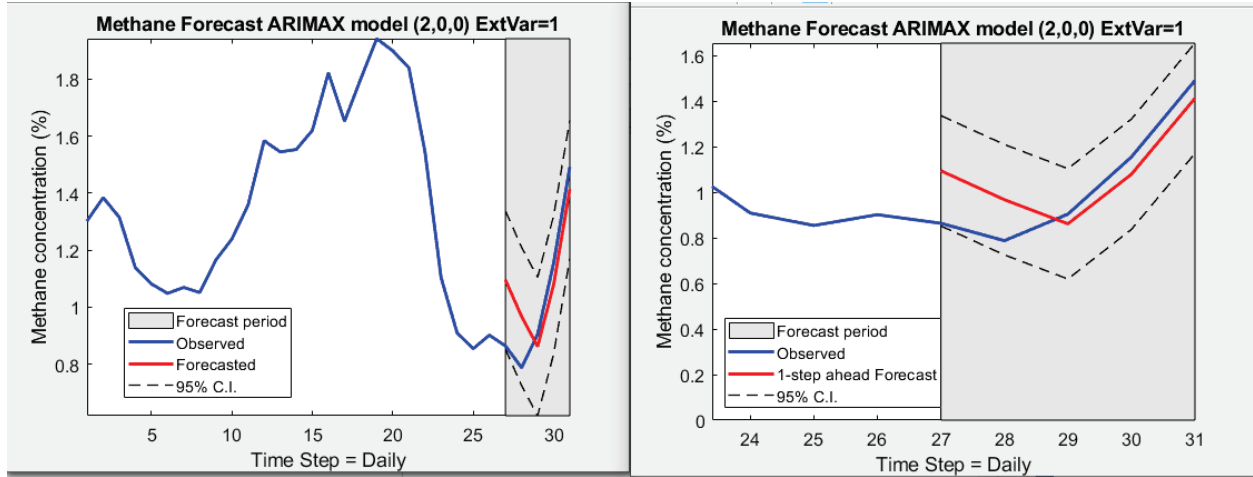 Methane Forecast ARIMAX model (2,0,0) ExtVar=1
1.8
1.6
1.4
1.2
1
0.8
Methane concentration (%)
Forecast period
Observed
Forecasted
95% C.I.
5 10 15 20 25 30
Time Step = Daily
Methane Forecast ARIMAX model (2,0,0) ExtVar=1
1.6
1.4
1.2
1
0.8
0.6
0.4
0.2
0
Methane concentration (%)
Forecast period
Observed
1-step ahead Forecast
95% C.I.
24 25 26 27 28 29 30 31
Time Step = Daily